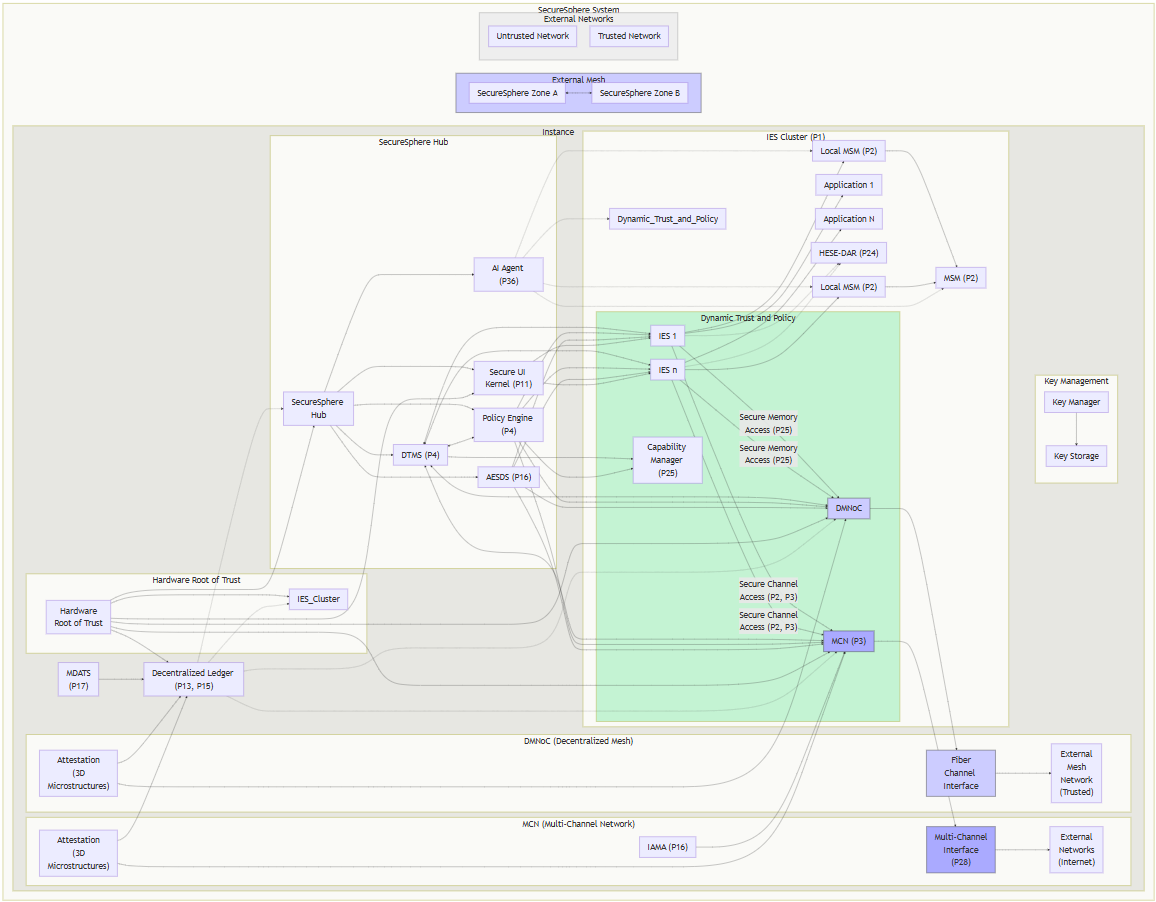 SecureSphere System
External Networks
Untrusted Network
Trusted Network
External Mesh
SecureSphere Zone A
SecureSphere Zone B
Instance
SecureSphere Hub
IES Cluster (P1)
Local MSM (P2)
Application 1
Dynamic_Trust_and_Policy
Application N
HESE-DAR (P24)
AI Agent
(P36)
Local MSM (P2)
MSM (P2)
Dynamic Trust and Policy
IES 1
IES n
Secure UI
Kernel (P11)
Key Management
Key Manager
Key Storage
SecureSphere
Hub
Policy Engine
(P4)
DTMS (P4)
AESDS (P16)
Secure Memory
Access (P25)
Secure Memory
Access (P25)
Capability
Manager
(P25)
DMNoC
Hardware Root of Trust
Hardware
Root of Trust
IES_Cluster
Secure Channel
Access (P2, P3)
Secure Channel
Access (P2, P3)
MCN (P3)
MDATS
(P17)
Decentralized Ledger
(P13, P15)
DMNoC (Decentralized Mesh)
Attestation
(3D
Microstructures)
Fiber
Channel
Interface
External
Mesh
Network
(Trusted)
MCN (Multi-Channel Network)
Attestation
(3D
Microstructures)
IAMA (P16)
Multi-Channel
Interface
(P28)
External
Networks
(Internet)